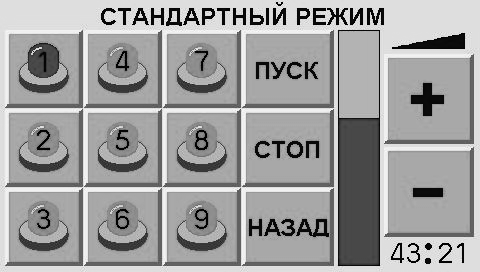 СТАНДАРТНЫЙ РЕЖИМ
1 4 7 ПУСК
2 5 8 СТОП
3 6 9 НАЗАД
+
-
43:21